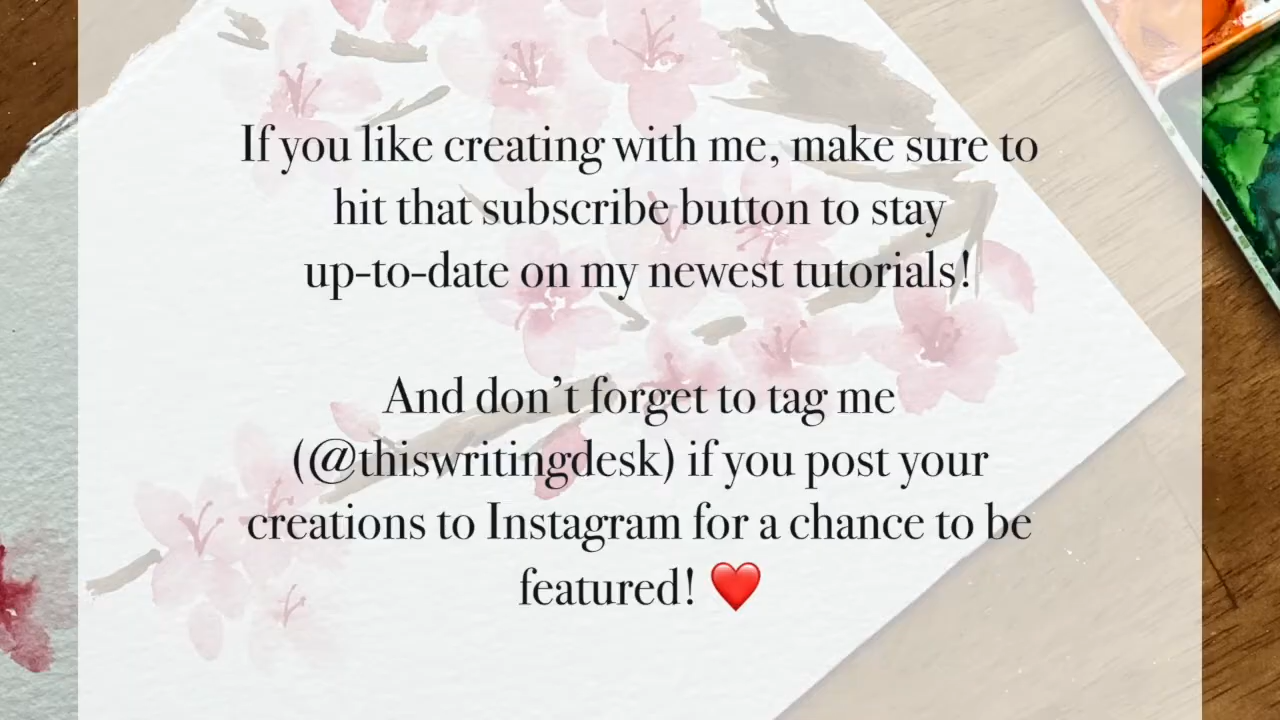 If you like creating with me, make sure to
hit that subscribe button to stay
up-to-date on my newest tutorials!
And don’t forget to tag me
(@thiswritingdesk) if you post your
creations to Instagram for a chance to be
featured! ❤️